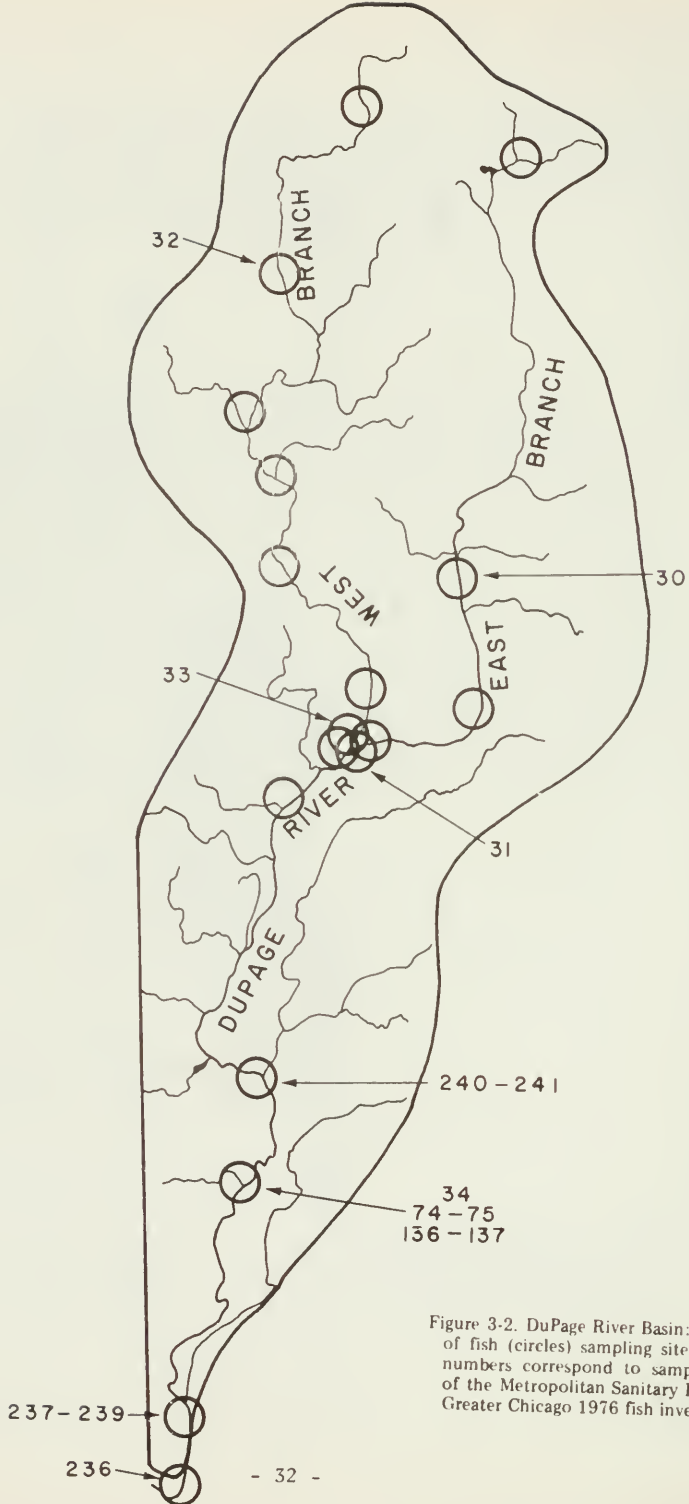 32
BRANCH
BRANCH
30
WEST
EAST
33
RIVER
31
DUPAGE
240-241
34
74-75
136-137
Figure 3-2. DuPage River Basin:
of fish (circles) sampling site
numbers correspond to samp
of the Metropolitan Sanitary
Greater Chicago 1976 fish inve
237-239
236
- 32 -